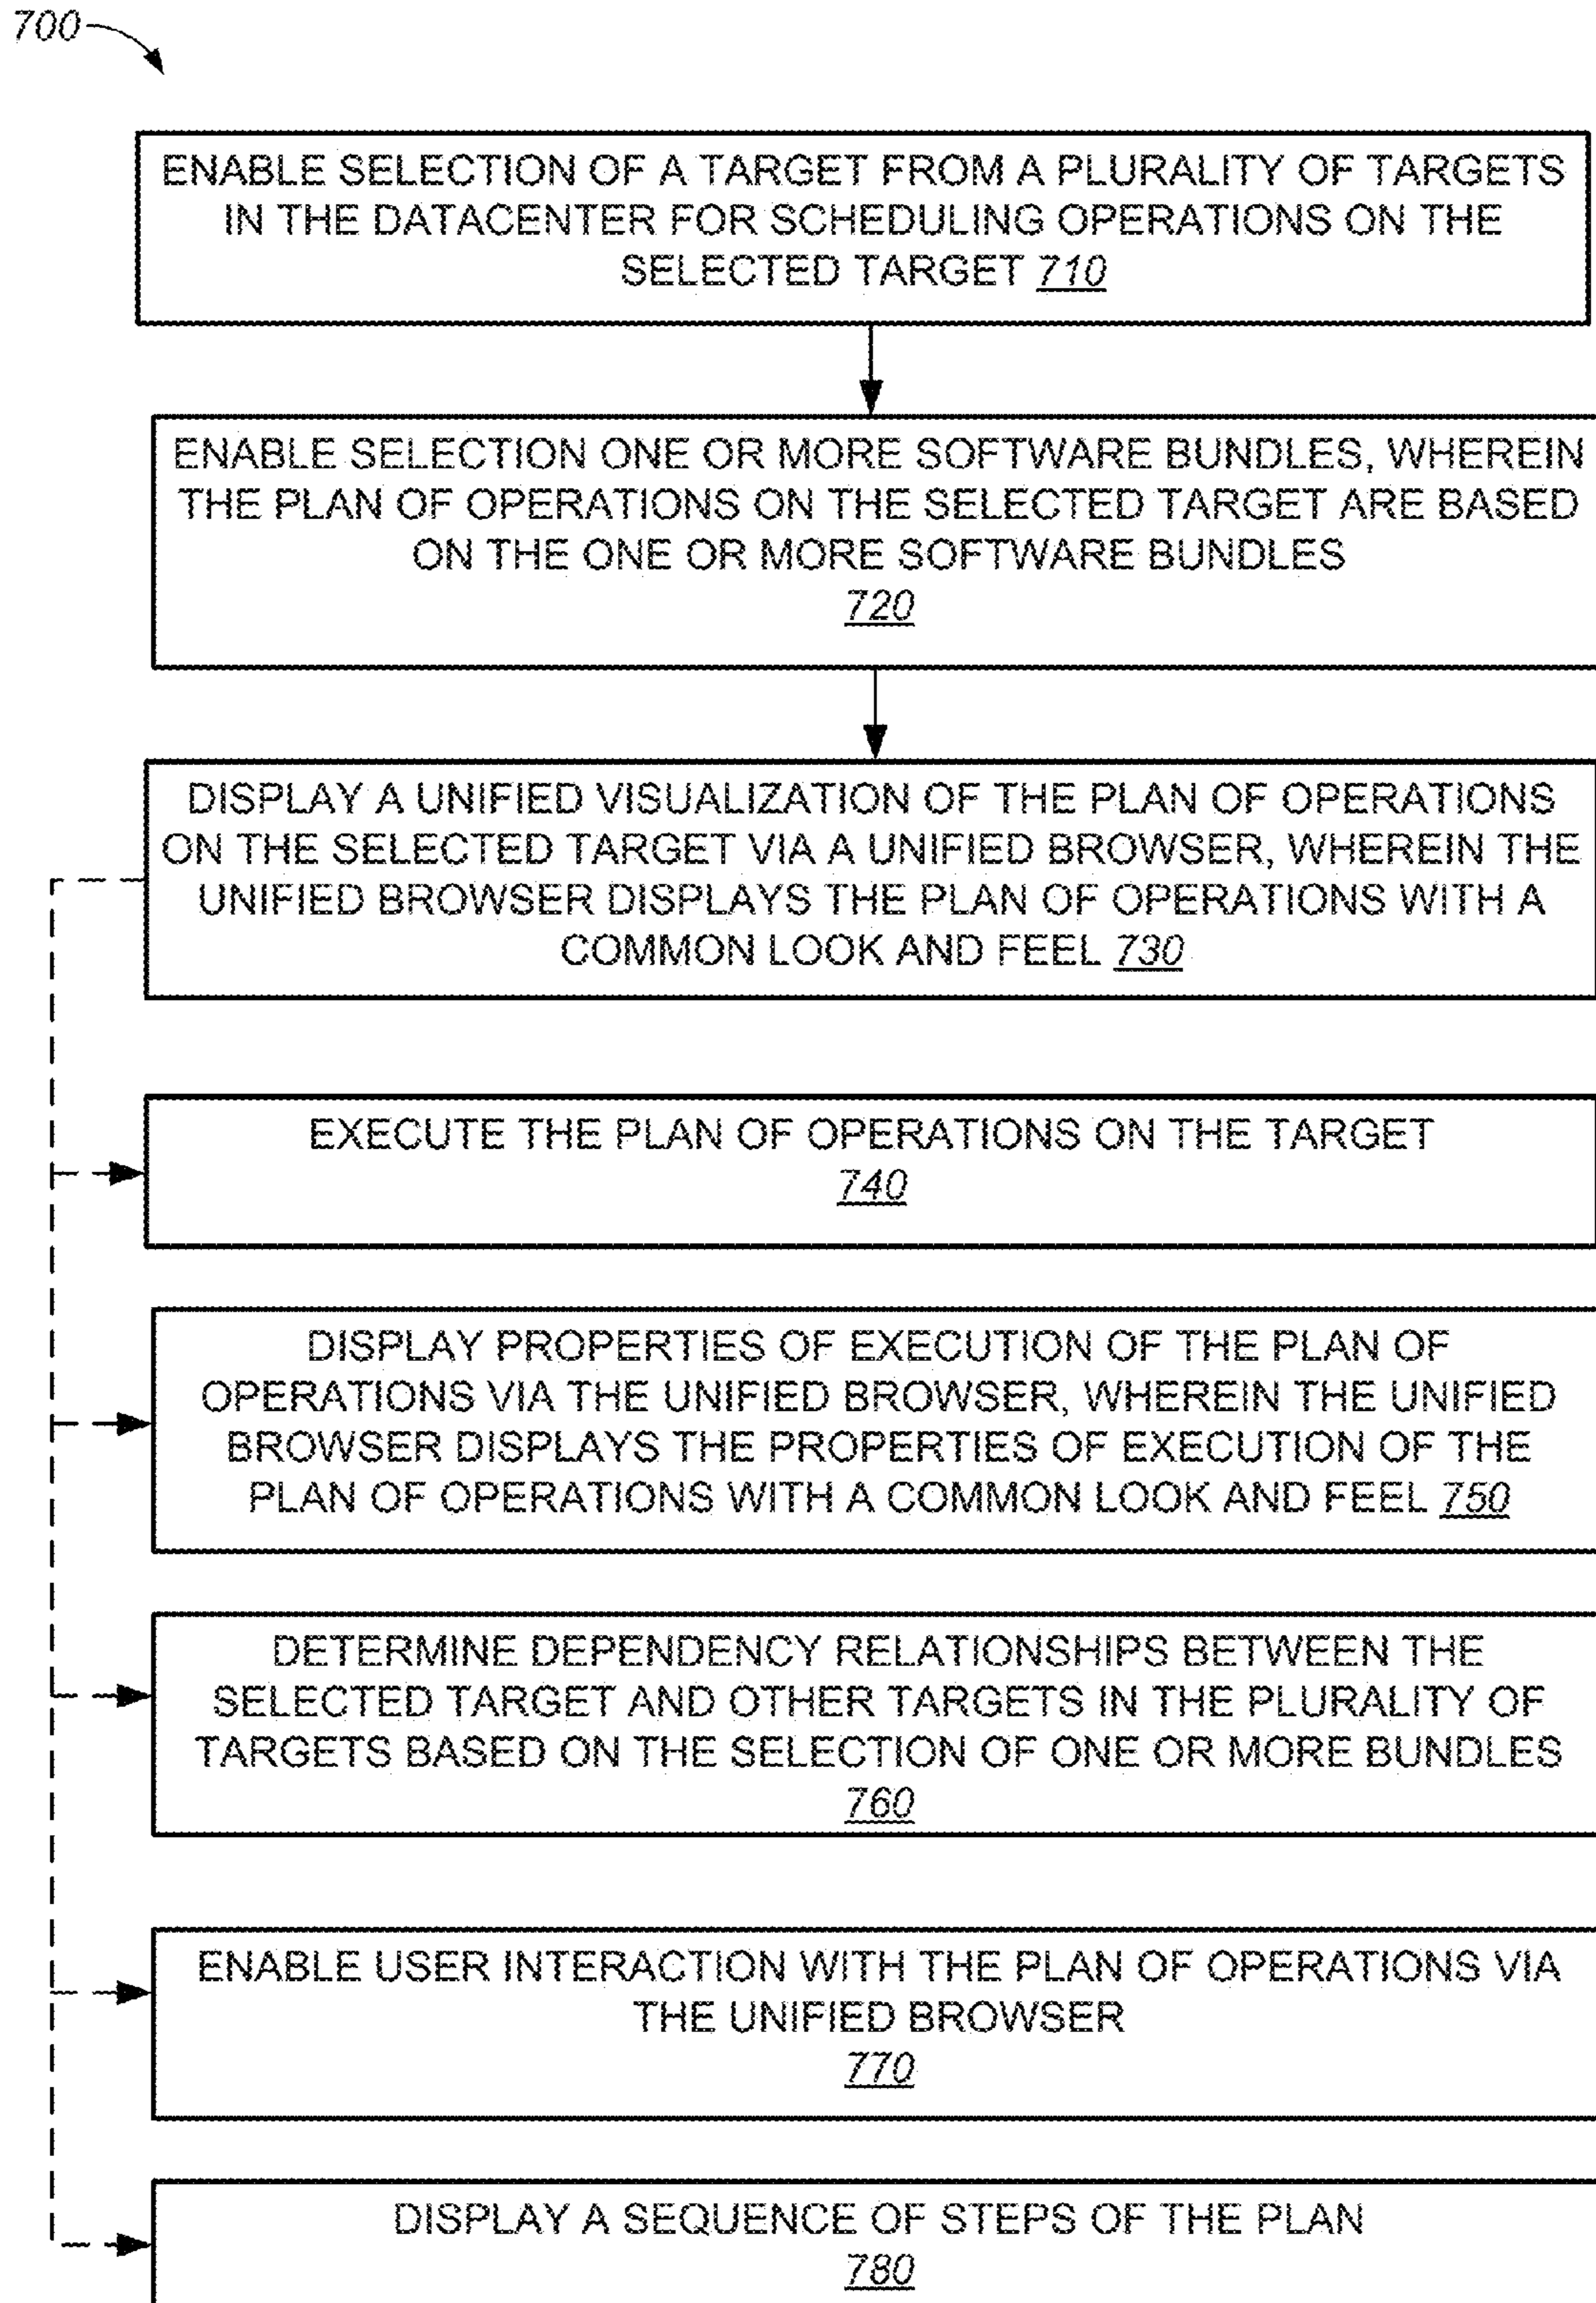 700
ENABLE SELECTION OF A TARGET FROM A PLURALITY OF TARGETS
IN THE DATACENTER FOR SCHEDULING OPERATIONS ON THE
SELECTED TARGET 710
ENABLE SELECTION ONE OR MORE SOFTWARE BUNDLES, WHEREIN
THE PLAN OF OPERATIONS ON THE SELECTED TARGET ARE BASED
ON THE ONE OR MORE SOFTWARE BUNDLES
720
DISPLAY A UNIFIED VISUALIZATION OF THE PLAN OF OPERATIONS
ON THE SELECTED TARGET VIA A UNIFIED BROWSER, WHEREIN THE
UNIFIED BROWSER DISPLAYS THE PLAN OF OPERATIONS WITH A
COMMON LOOK AND FEEL 730
EXECUTE THE PLAN OF OPERATIONS ON THE TARGET
740
DISPLAY PROPERTIES OF EXECUTION OF THE PLAN OF
OPERATIONS VIA THE UNIFIED BROWSER, WHEREIN THE UNIFIED
BROWSER DISPLAYS THE PROPERTIES OF EXECUTION OF THE
PLAN OF OPERATIONS WITH A COMMON LOOK AND FEEL 750
DETERMINE DEPENDENCY RELATIONSHIPS BETWEEN THE
SELECTED TARGET AND OTHER TARGETS IN THE PLURALITY OF
TARGETS BASED ON THE SELECTION OF ONE OR MORE BUNDLES
760
ENABLE USER INTERACTION WITH THE PLAN OF OPERATIONS VIA
THE UNIFIED BROWSER
770
DISPLAY A SEQUENCE OF STEPS OF THE PLAN
780